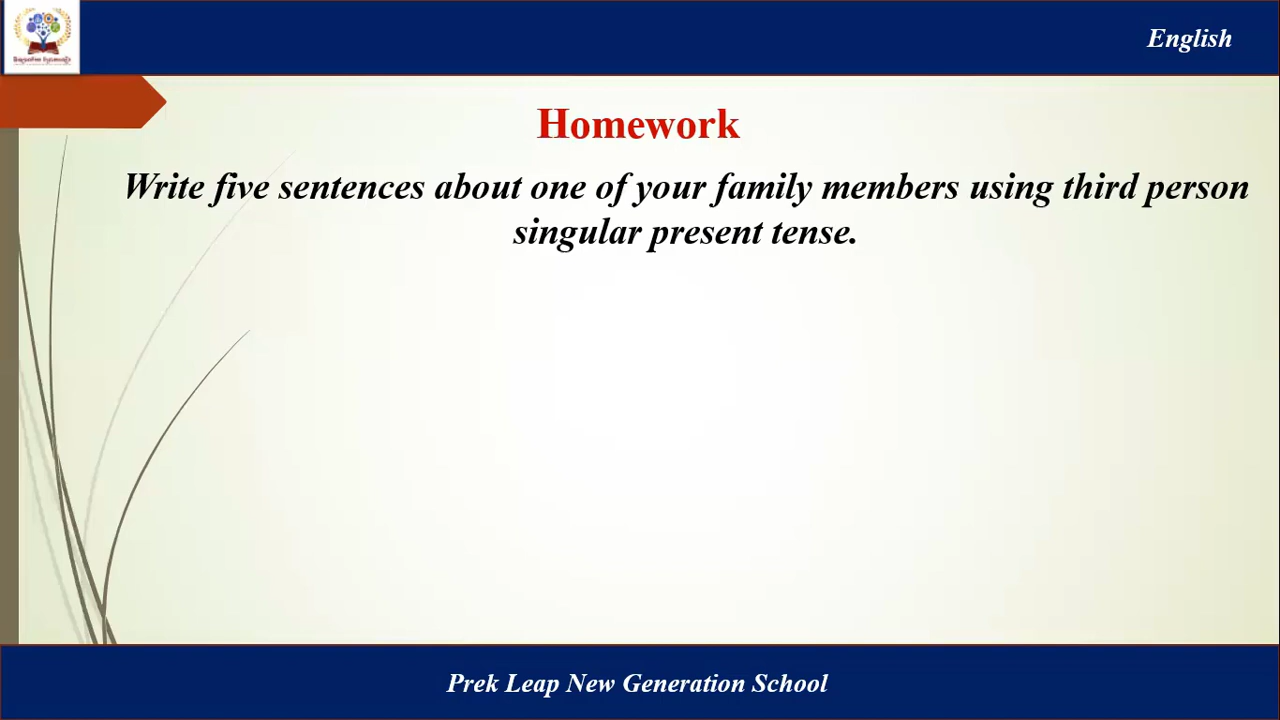 English
Homework
Write five sentences about one of your family members using third person
singular present tense.
Prek Leap New Generation School